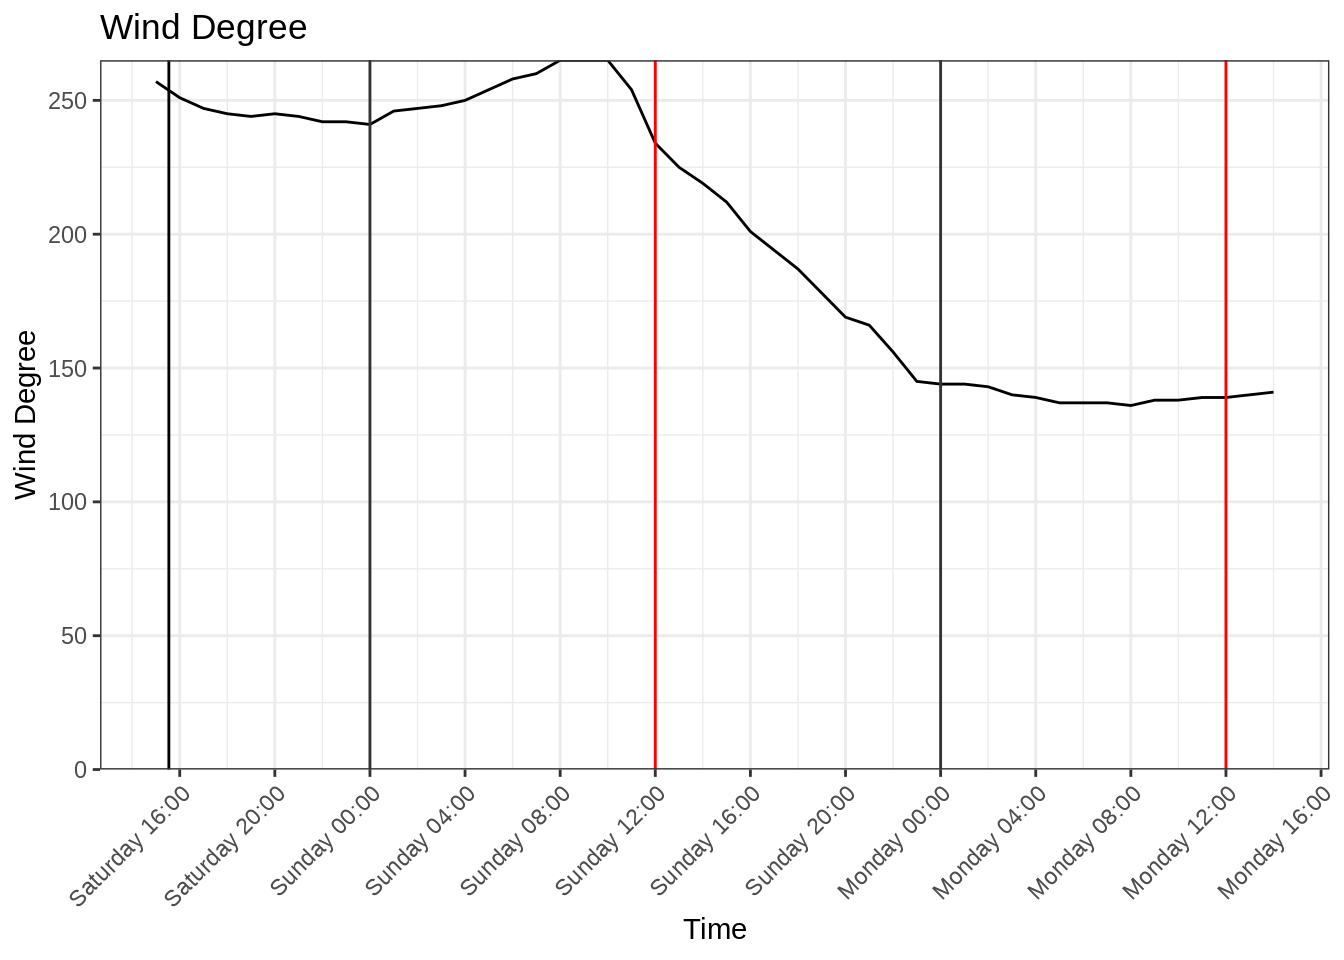 Wind Degree
Wind Degree
250
200
150
100
50
0
Saturday 16:00
Saturday 20:00
Sunday 00:00
Sunday 04:00
Sunday 08:00
Sunday 12:00
Sunday 16:00
Sunday 20:00
Monday 00:00
Monday 04:00
Monday 08:00
Monday 12:00
Monday 16:00
Time